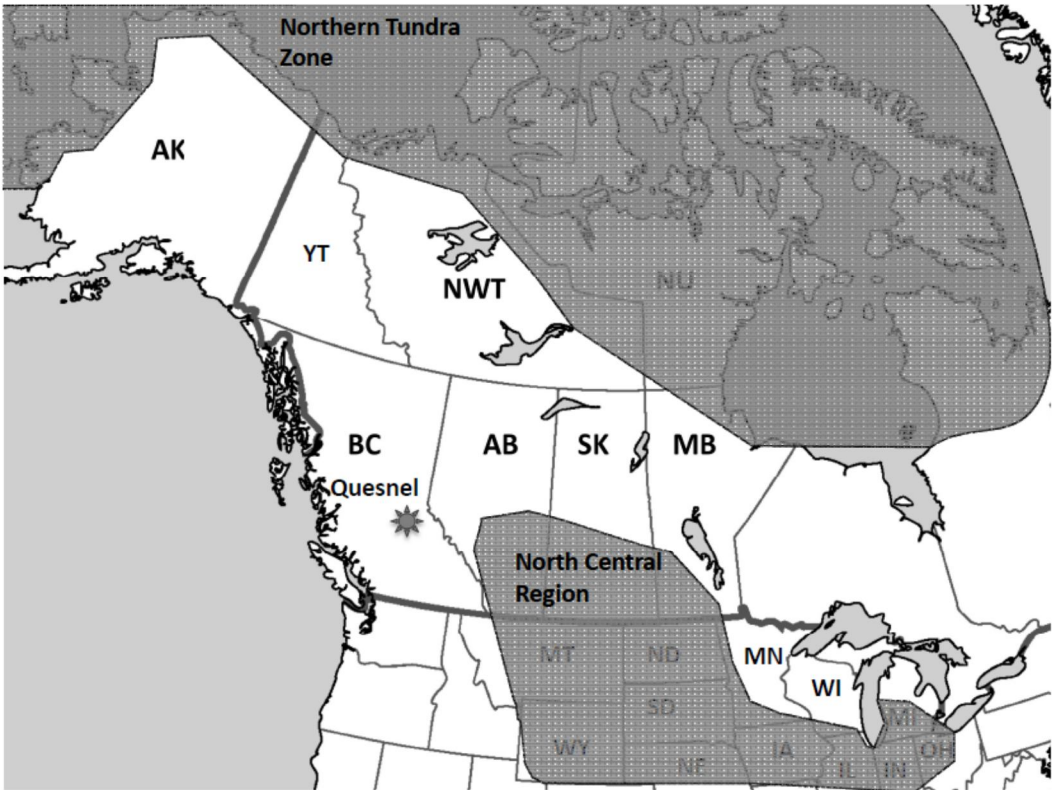 Northern Tundra
Zone
AK
YT
NWT
NU
BC
AB
SK
MB
Quesnel
North Central
Region
MT
ND
MN
WI
SD
MI
WY
NE
IA
IL
IN
OH